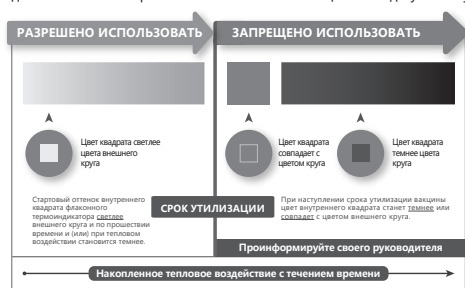 РАЗРЕШЕНО ИСПОЛЬЗОВАТЬ
ЗАПРЕЩЕНО ИСПОЛЬЗОВАТЬ
Цвет квадрата светлее
цвета внешнего
круга
Цвет квадрата
совпадает с
цветом круга
Цвет квадрата
темнее цвета
круга
Стартовый оттенок внутреннего
квадрата флаконного
термоиндикатора светлее
внешнего круга и по прошествии
времени и (или) при тепловом
воздействии становится темнее.
СРОК УТИЛИЗАЦИИ
При наступлении срока утилизации вакцины
цвет внутреннего квадрата станет темнее или
совпадет с цветом внешнего круга.
Проинформируйте своего руководителя
Накопленное тепловое воздействие с течением времени